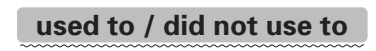 used to / did not use to